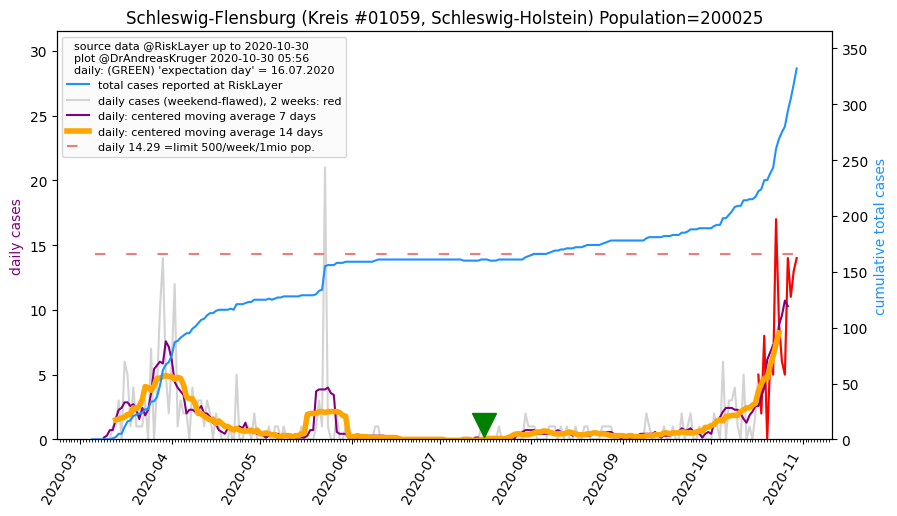 Schleswig-Flensburg (Kreis #01059, Schleswig-Holstein) Population=200025
source data @RiskLayer up to 2020-10-30
plot @DrAndreasKruger 2020-10-30 05:56
daily: (GREEN) 'expectation day' = 16.07.2020
total cases reported at RiskLayer
daily cases (weekend-flawed), 2 weeks: red
daily: centered moving average 7 days
daily: centered moving average 14 days
daily 14.29 =limit 500/week/1mio pop.
daily cases
30
25
20
15
10
5
0
cumulative total cases
350
300
250
200
150
100
50
0
2020-03
2020-04
2020-05
2020-06
2020-07
2020-08
2020-09
2020-10
2020-11